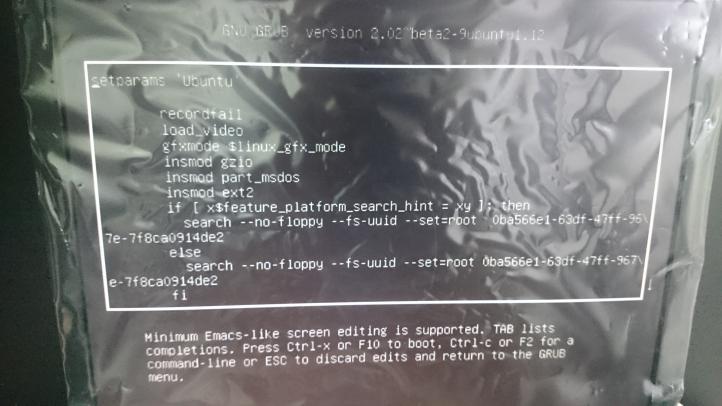 GNU GRUB version 2.02~beta2-9ubuntu1.12
setparams 'Ubuntu'
recordfail
load_video
gfxmode $linux_gfx_mode
insmod gzio
insmod part_msdos
insmod ext2
if [ x$feature_platform_search_hint = xy ]; then
search --no-floppy --fs-uuid --set=root 0ba566e1-63df-47ff-96\
7e-7f8ca0914de2
else
search --no-floppy --fs-uuid --set=root 0ba566e1-63df-47ff-967\
e-7f8ca0914de2
fi
Minimum Emacs-like screen editing is supported. TAB lists
completions. Press Ctrl-x or F10 to boot, Ctrl-c or F2 for a
command-line or ESC to discard edits and return to the GRUB
menu.